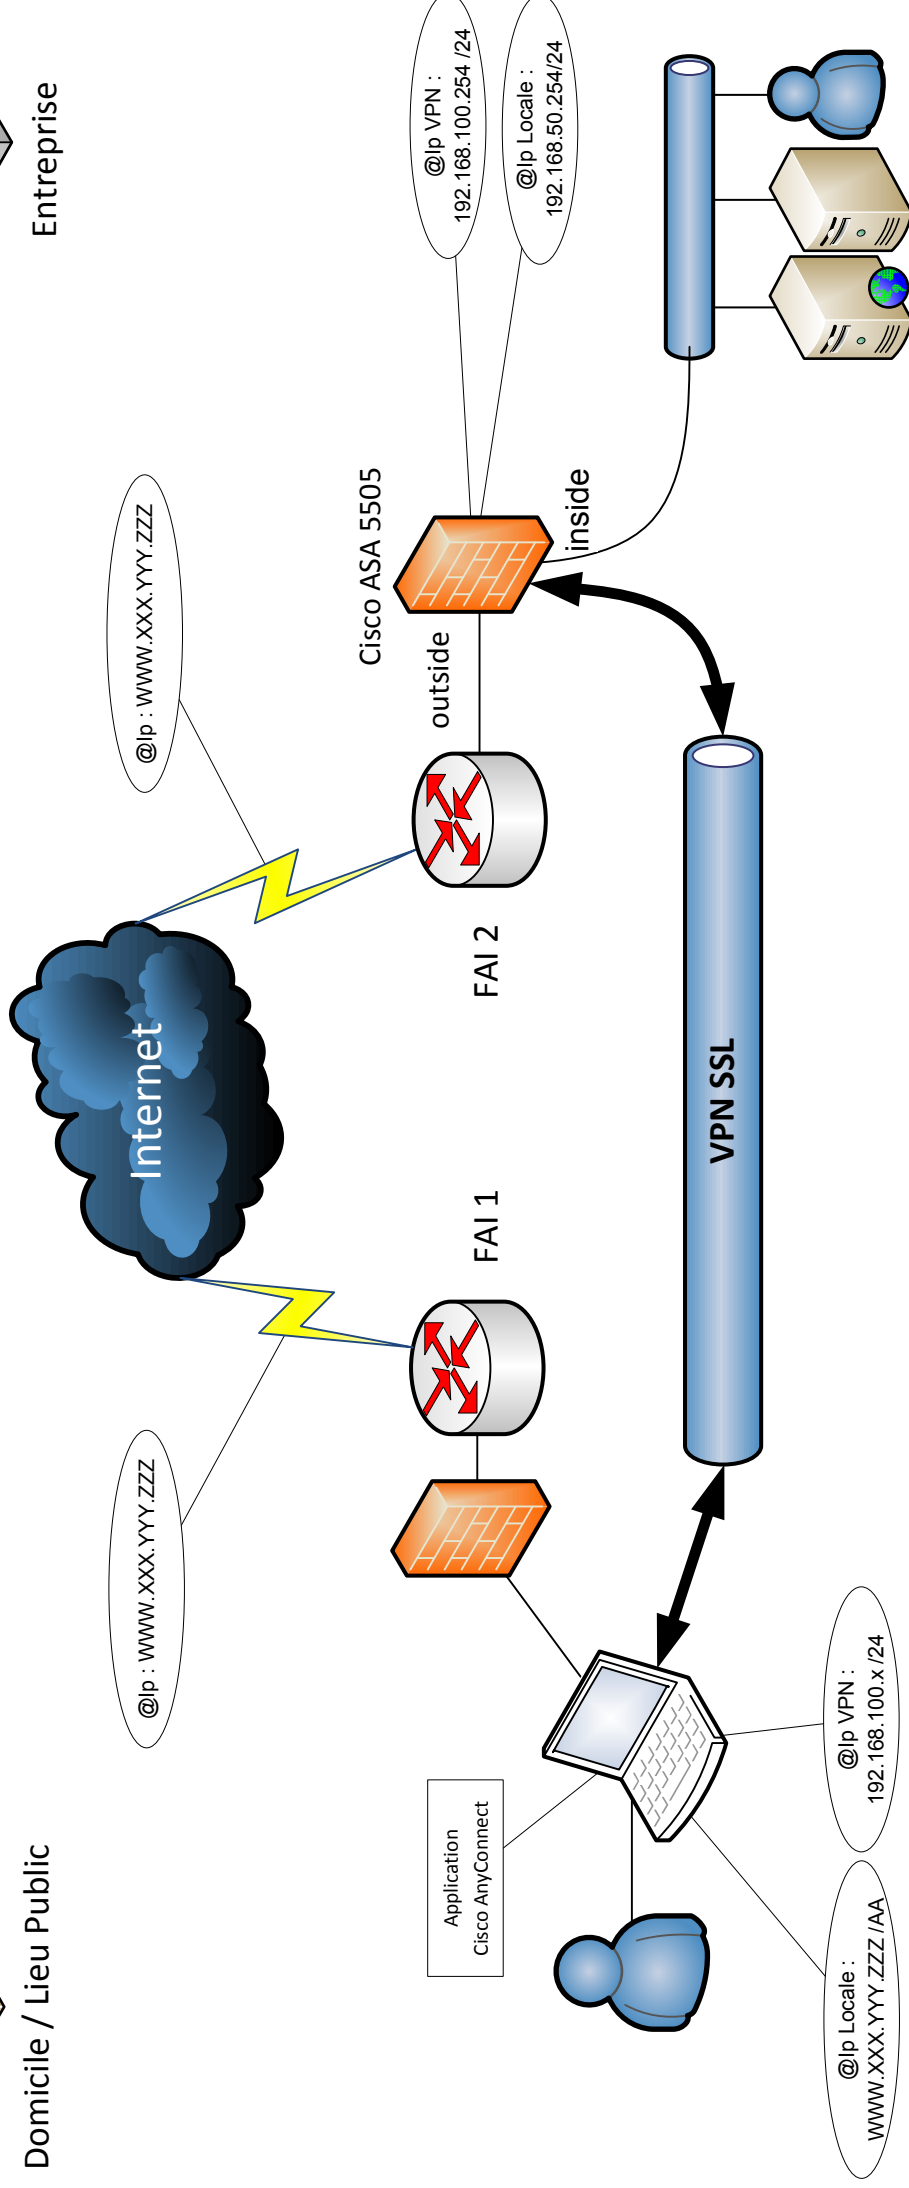 Domicile / Lieu Public
Entreprise
@Ip : WWW.XXX.YYY.ZZZ
Internet
@Ip : WWW.XXX.YYY.ZZZ
Application
Cisco AnyConnect
FAI 1
FAI 2
outside
Cisco ASA 5505
inside
@Ip VPN :
192.168.100.254 /24
@Ip Locale :
192.168.50.254/24
VPN SSL
@Ip Locale :
WWW.XXX.YYY.ZZZ /AA
@Ip VPN :
192.168.100.x /24